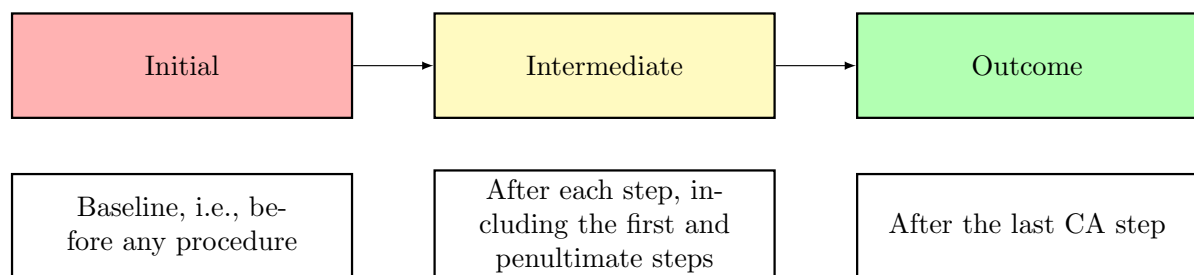 Initial
Intermediate
Outcome
Baseline, i.e., be-
fore any procedure
After each step, in-
cluding the first and
penultimate steps
After the last CA step